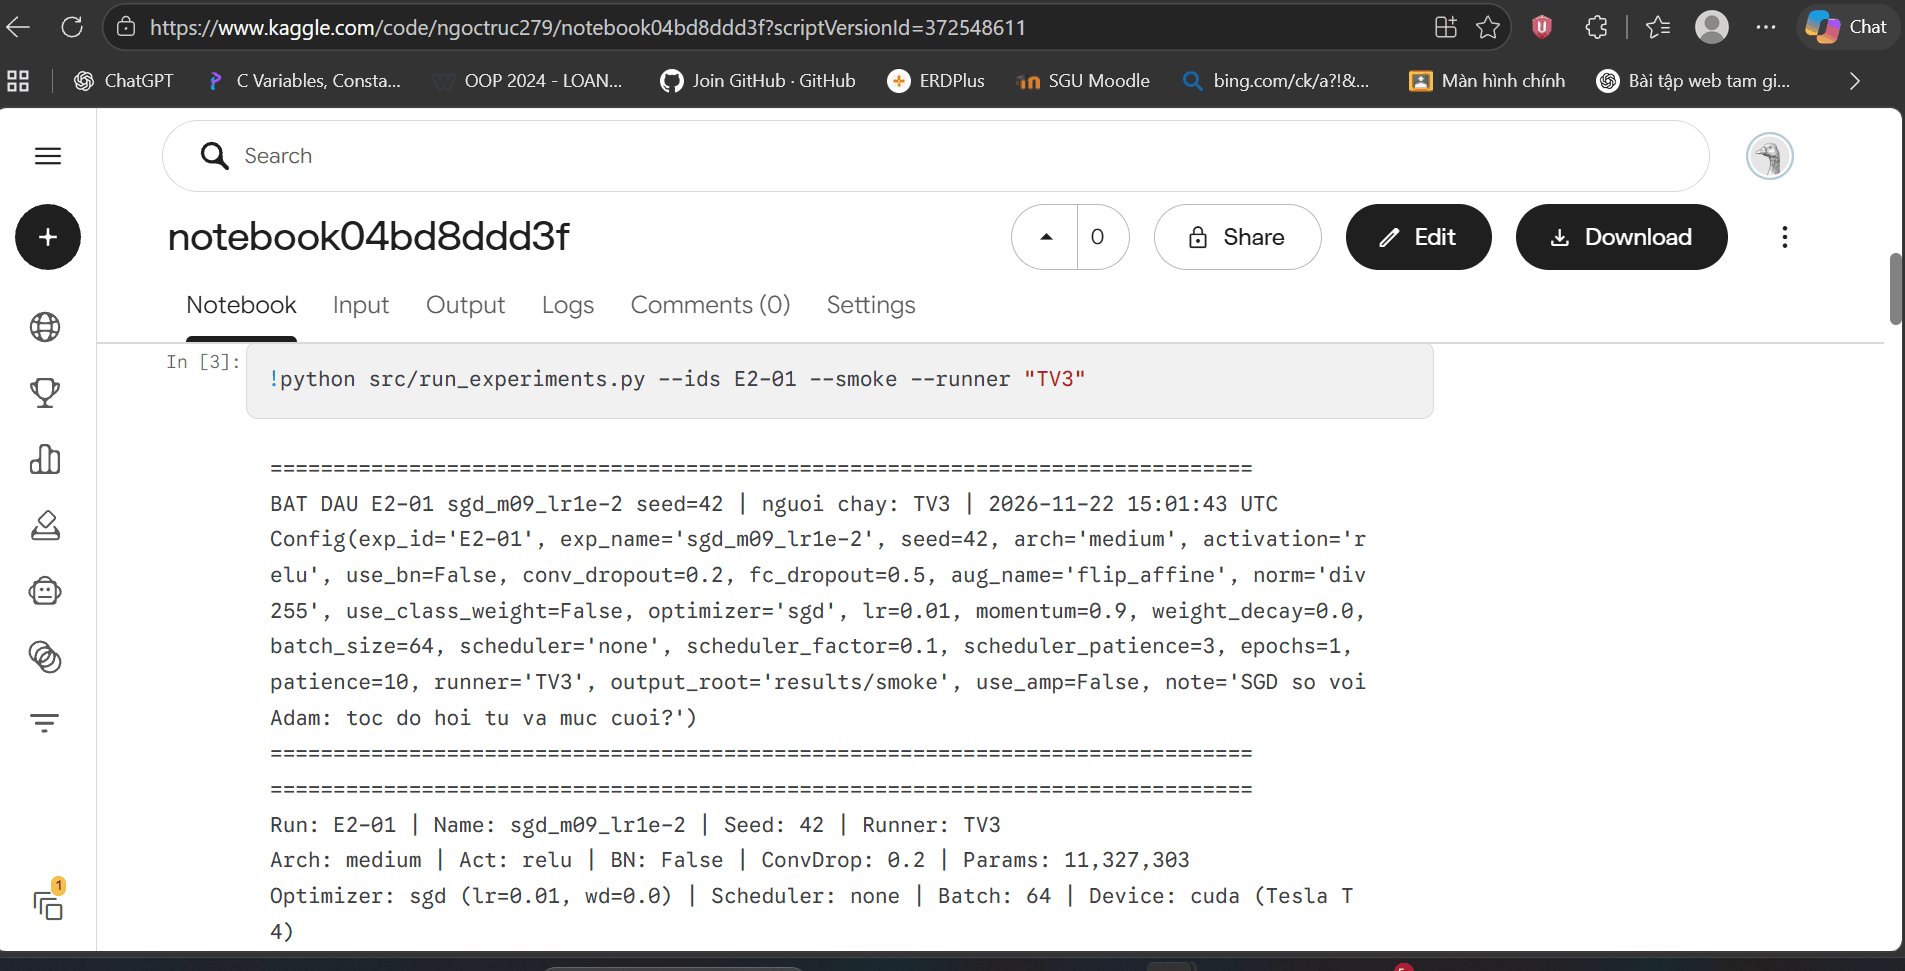 https://www.kaggle.com/code/ngoctruc279/notebook04bd8ddd3f?scriptVersionId=372548611
Chat
ChatGPT
C Variables, Consta...
OOP 2024 - LOAN...
Join GitHub · GitHub
ERDPlus
SGU Moodle
bing.com/ck/a?!&...
Màn hình chính
Bài tập web tam gi...
Search
notebook04bd8ddd3f
0
Share
Edit
Download
Notebook
Input
Output
Logs
Comments (0)
Settings
In [3]:
!python src/run_experiments.py --ids E2-01 --smoke --runner "TV3"
==============================================================================
BAT DAU E2-01 sgd_m09_lr1e-2 seed=42 | nguoi chay: TV3 | 2026-11-22 15:01:43 UTC
Config(exp_id='E2-01', exp_name='sgd_m09_lr1e-2', seed=42, arch='medium', activation='r
elu', use_bn=False, conv_dropout=0.2, fc_dropout=0.5, aug_name='flip_affine', norm='div
255', use_class_weight=False, optimizer='sgd', lr=0.01, momentum=0.9, weight_decay=0.0,
batch_size=64, scheduler='none', scheduler_factor=0.1, scheduler_patience=3, epochs=1,
patience=10, runner='TV3', output_root='results/smoke', use_amp=False, note='SGD so voi
Adam: toc do hoi tu va muc cuoi?')
==============================================================================
==============================================================================
Run: E2-01 | Name: sgd_m09_lr1e-2 | Seed: 42 | Runner: TV3
Arch: medium | Act: relu | BN: False | ConvDrop: 0.2 | Params: 11,327,303
Optimizer: sgd (lr=0.01, wd=0.0) | Scheduler: none | Batch: 64 | Device: cuda (Tesla T
4)
1